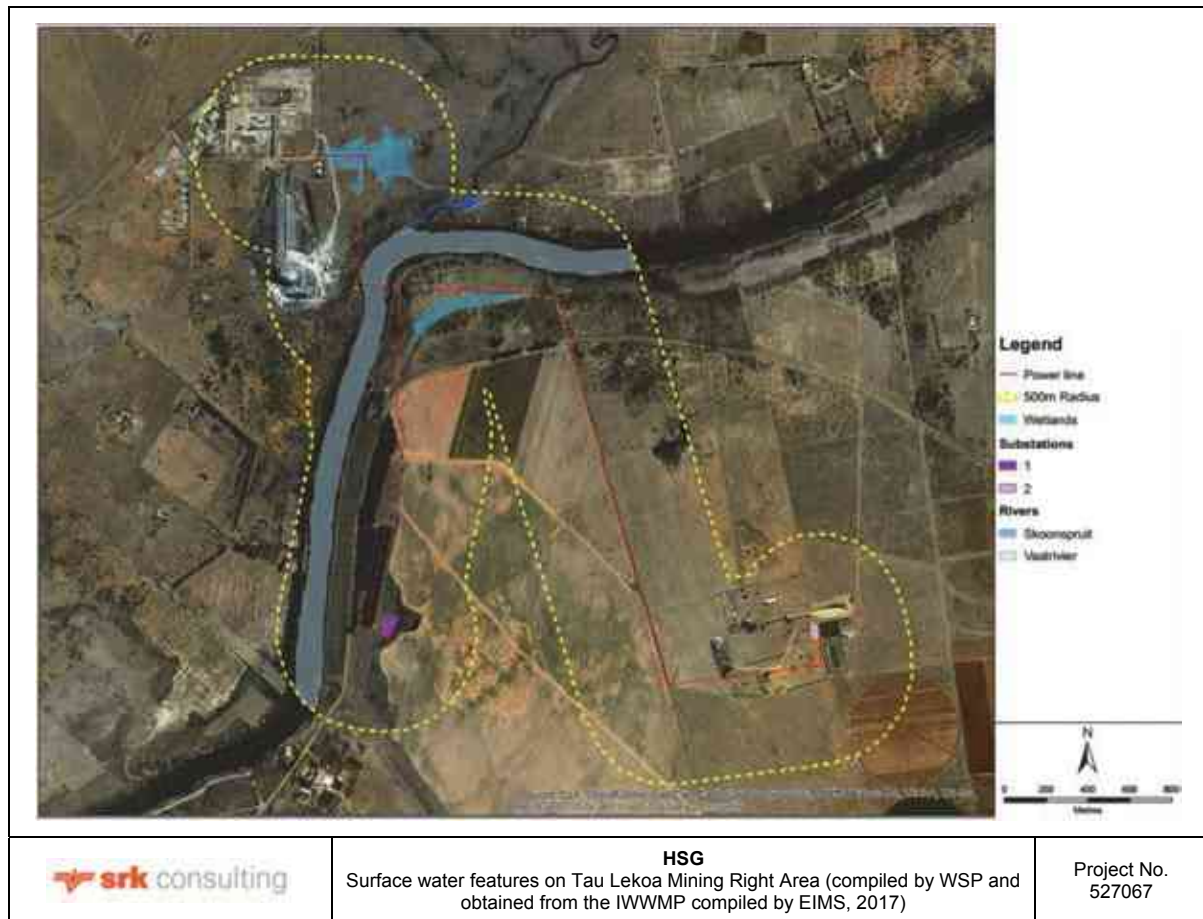 Legend
Power line
500m Radius
Wetlands
Substations
1
2
Rivers
Skoonspruit
Vaalrivier
N
0 200 400 600 800
Metres
srk consulting
HSG
Surface water features on Tau Lekoa Mining Right Area (compiled by WSP and
obtained from the IWWMP compiled by EIMS, 2017)
Project No.
527067